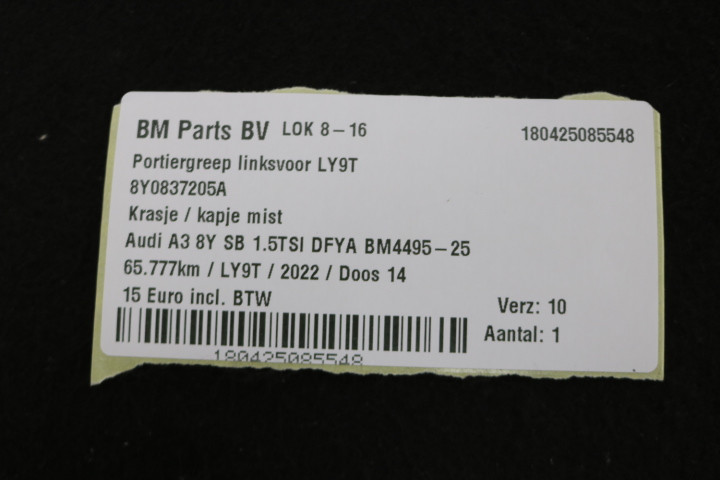 BM Parts BV LOK 8-16 180425085548
Portiergreep linksvoor LY9T
8Y0837205A
Krasje / kapje mist
Audi A3 8Y SB 1.5TSI DFYA BM4495-25
65.777km / LY9T / 2022 / Doos 14
15 Euro incl. BTW
Verz: 10
Aantal: 1
180425085548